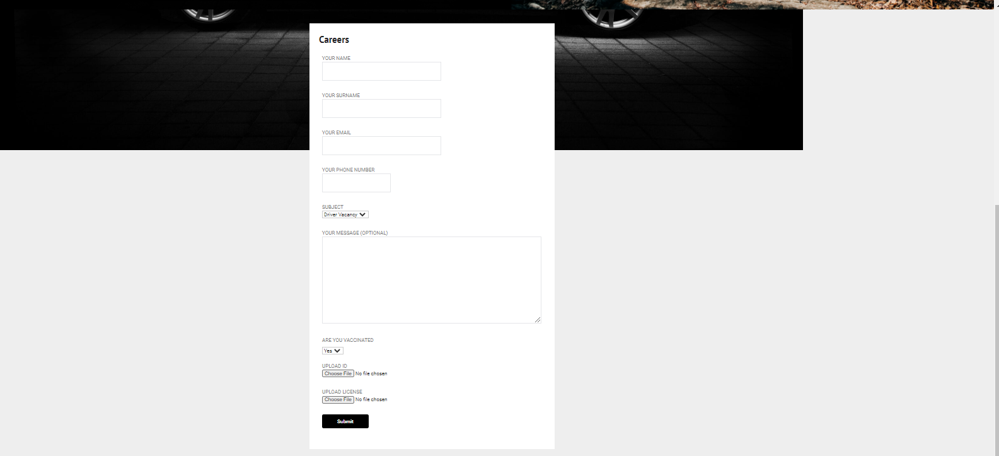 Careers
YOUR NAME
YOUR SURNAME
YOUR EMAIL
YOUR PHONE NUMBER
SUBJECT
Driver Vacancy
YOUR MESSAGE (OPTIONAL)
ARE YOU VACCINATED
Yes
UPLOAD ID
Choose File No file chosen
UPLOAD LICENSE
Choose File No file chosen
Submit